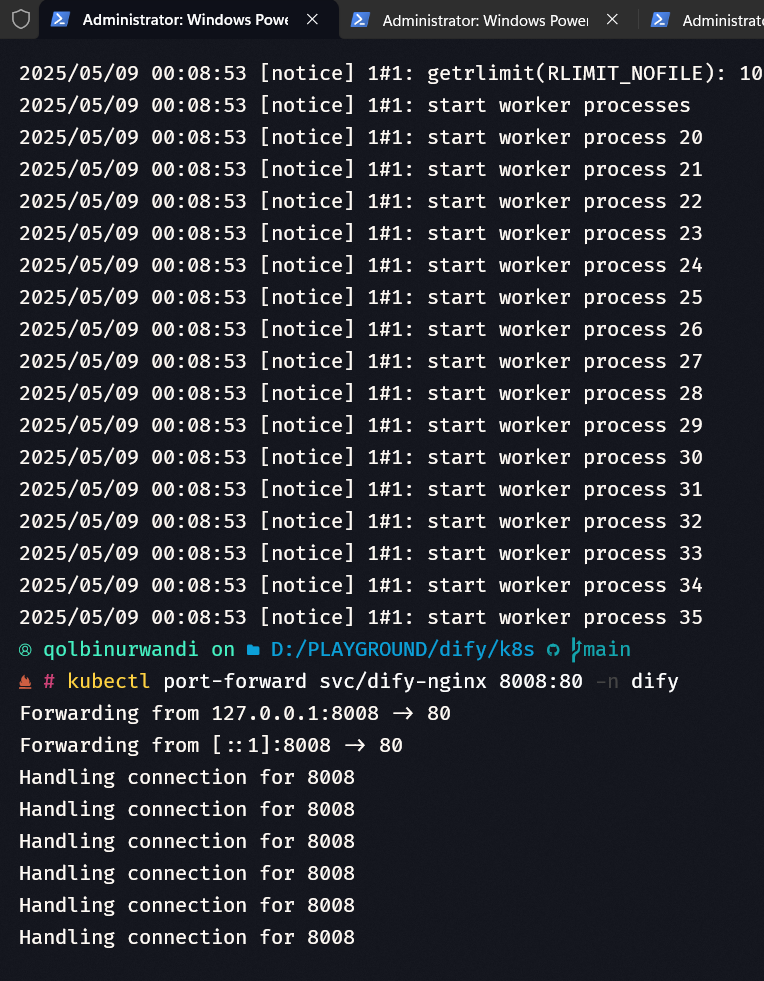 Administrator: Windows Powe
Administrator: Windows Power
Administrato
2025/05/09 00:08:53 [notice] 1#1: getrlimit(RLIMIT_NOFILE): 10
2025/05/09 00:08:53 [notice] 1#1: start worker processes
2025/05/09 00:08:53 [notice] 1#1: start worker process 20
2025/05/09 00:08:53 [notice] 1#1: start worker process 21
2025/05/09 00:08:53 [notice] 1#1: start worker process 22
2025/05/09 00:08:53 [notice] 1#1: start worker process 23
2025/05/09 00:08:53 [notice] 1#1: start worker process 24
2025/05/09 00:08:53 [notice] 1#1: start worker process 25
2025/05/09 00:08:53 [notice] 1#1: start worker process 26
2025/05/09 00:08:53 [notice] 1#1: start worker process 27
2025/05/09 00:08:53 [notice] 1#1: start worker process 28
2025/05/09 00:08:53 [notice] 1#1: start worker process 29
2025/05/09 00:08:53 [notice] 1#1: start worker process 30
2025/05/09 00:08:53 [notice] 1#1: start worker process 31
2025/05/09 00:08:53 [notice] 1#1: start worker process 32
2025/05/09 00:08:53 [notice] 1#1: start worker process 33
2025/05/09 00:08:53 [notice] 1#1: start worker process 34
2025/05/09 00:08:53 [notice] 1#1: start worker process 35
qolbinurwandi on D:/PLAYGROUND/dify/k8s main
# kubectl port-forward svc/dify-nginx 8008:80 -n dify
Forwarding from 127.0.0.1:8008 -> 80
Forwarding from [::1]:8008 -> 80
Handling connection for 8008
Handling connection for 8008
Handling connection for 8008
Handling connection for 8008
Handling connection for 8008
Handling connection for 8008